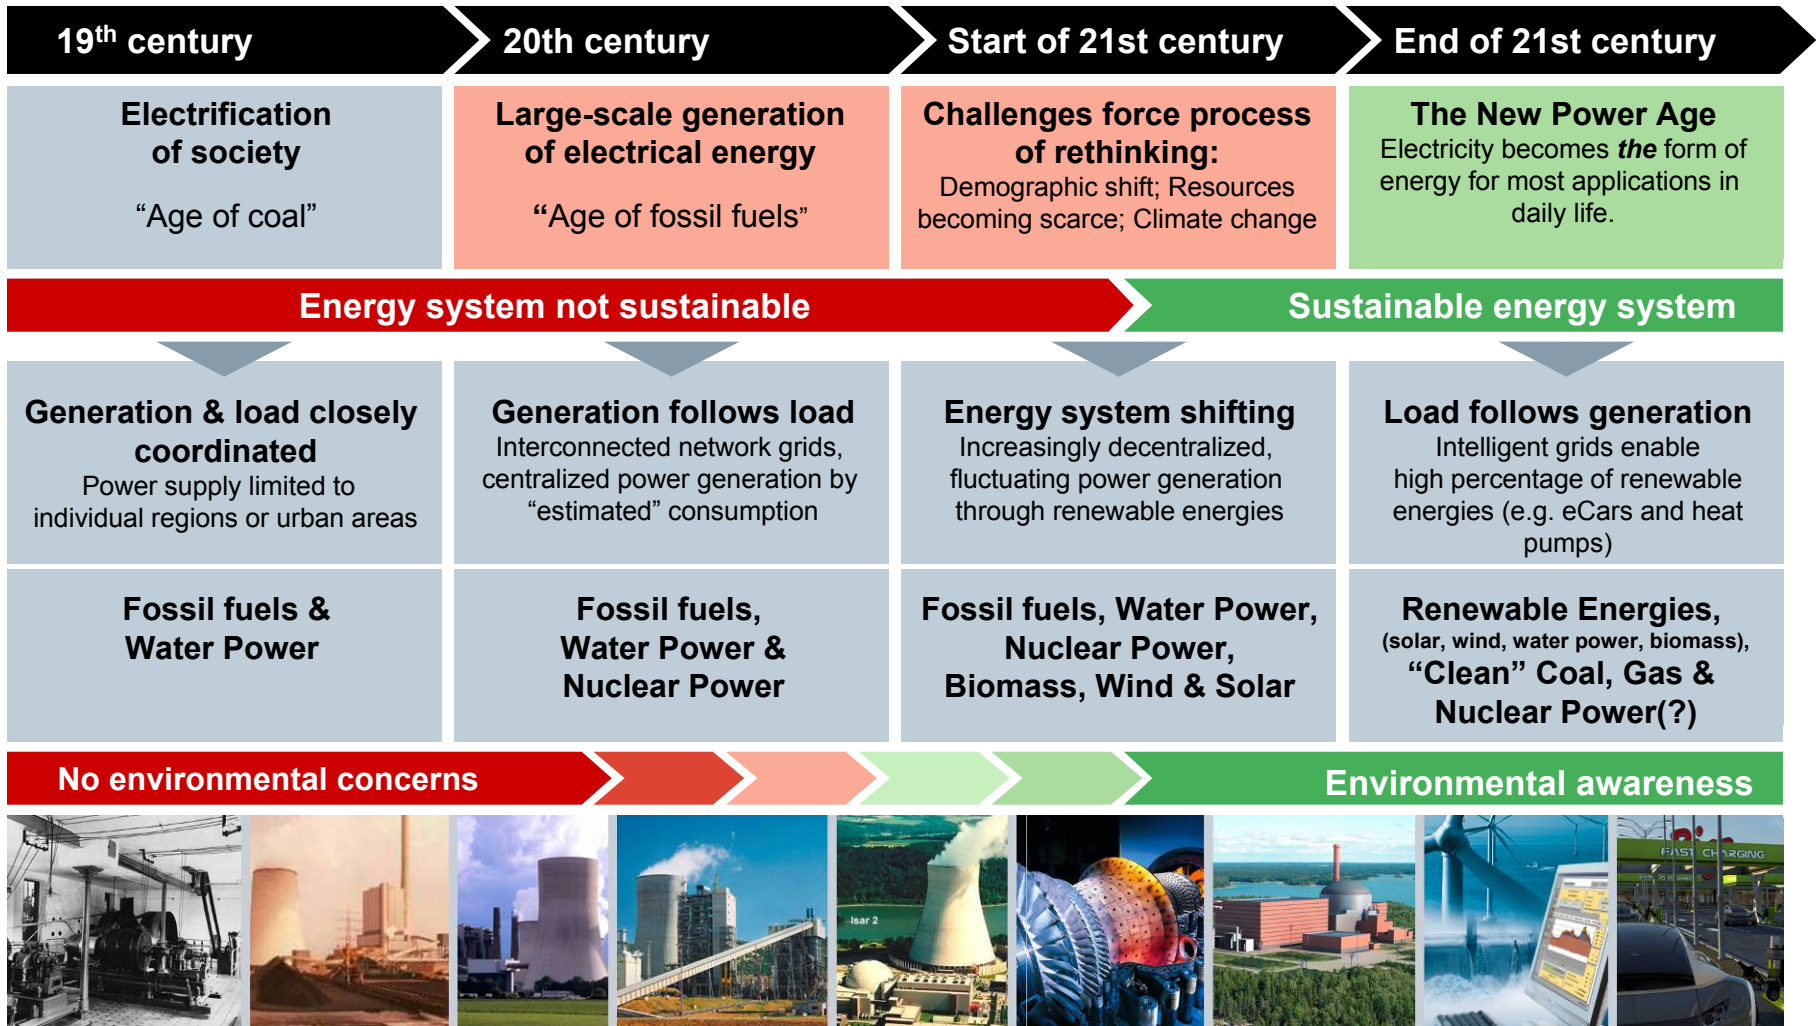 19th century
20th century
Start of 21st century
End of 21st century
Electrification
of society
“Age of coal”
Large-scale generation
of electrical energy
“Age of fossil fuels”
Challenges force process
of rethinking:
Demographic shift; Resources
becoming scarce; Climate change
The New Power Age
Electricity becomes the form of
energy for most applications in
daily life.
Energy system not sustainable
Sustainable energy system
Generation & load closely
coordinated
Power supply limited to
individual regions or urban areas
Generation follows load
Interconnected network grids,
centralized power generation by
“estimated” consumption
Energy system shifting
Increasingly decentralized,
fluctuating power generation
through renewable energies
Load follows generation
Intelligent grids enable
high percentage of renewable
energies (e.g. eCars and heat
pumps)
Fossil fuels &
Water Power
Fossil fuels,
Water Power &
Nuclear Power
Fossil fuels, Water Power,
Nuclear Power,
Biomass, Wind & Solar
Renewable Energies,
(solar, wind, water power, biomass),
“Clean” Coal, Gas &
Nuclear Power(?)
No environmental concerns
Environmental awareness
Isar 2
FAST CHARGING